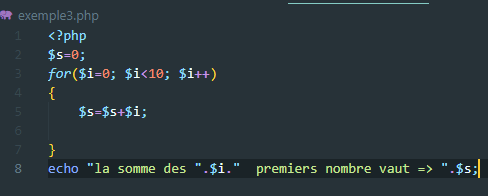 exemple3.php
1 <?php
2 $s=0;
3 for($i=0; $i<10; $i++)
4 {
5 $s=$s+$i;
6
7 }
8 echo "la somme des ".$i."  premiers nombre vaut => ".$s;